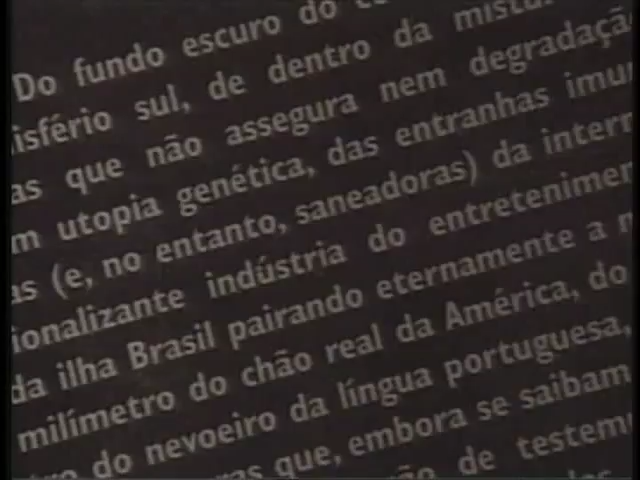 Do fundo escuro do
isfério sul, de dentro da mistu
as que não assegura nem degradaçã
m utopia genética, das entranhas imu
as (e, no entanto, saneadoras) da inter
ionalizante indústria do entretenimen
da ilha Brasil pairando eternamente a
milímetro do chão real da América, do
do nevoeiro da língua portuguesa,
que, embora se saibam
de testem